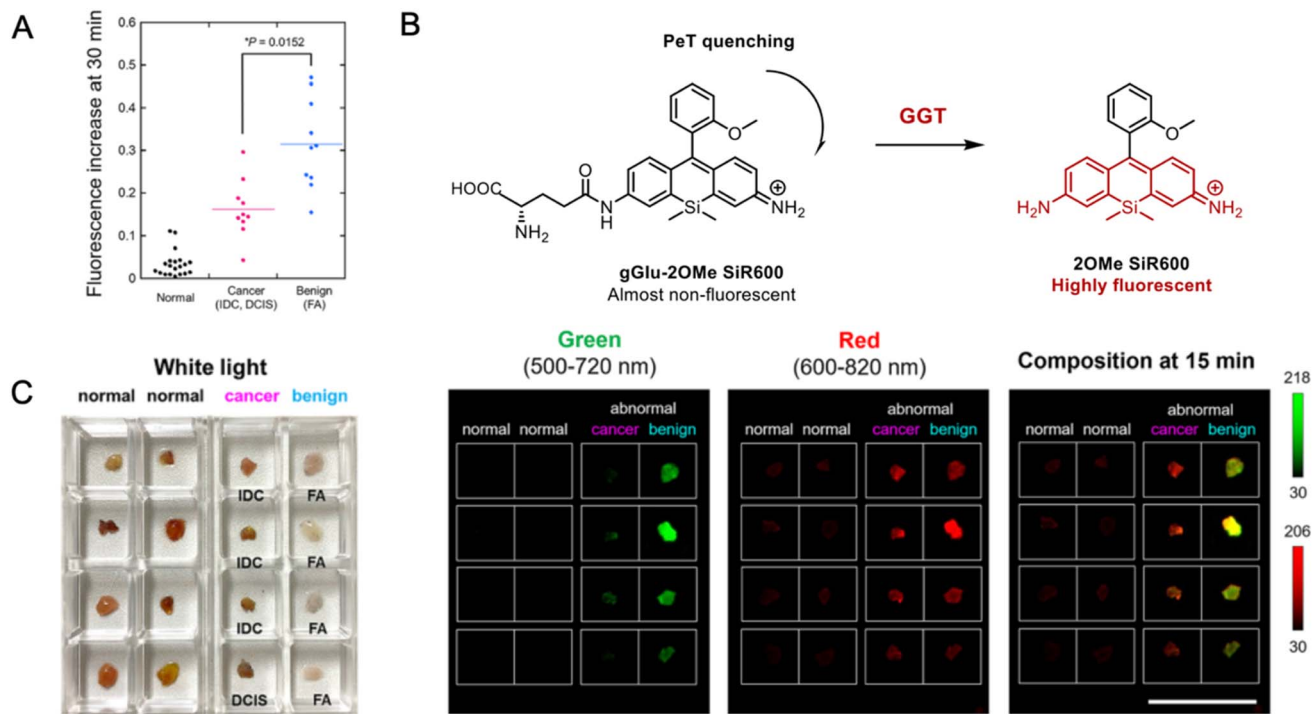 A
Fluorescence increase at 30 min
0.6
0.5
0.4
0.3
0.2
0.1
0
*P = 0.0152
Normal
Cancer
(IDC, DCIS)
Benign
(FA)
B
PeT quenching
O
HOOC
O
NH2
N
H
Si
NH2
+
gGlu-2OMe SiR600
Almost non-fluorescent
GGT
O
H2N
Si
NH2
+
2OMe SiR600
Highly fluorescent
C
White light
normal normal cancer benign
IDC FA
IDC FA
IDC FA
DCIS FA
Green
(500-720 nm)
abnormal
normal normal cancer benign
Red
(600-820 nm)
abnormal
normal normal cancer benign
Composition at 15 min
abnormal
normal normal cancer benign
218
30
206
30